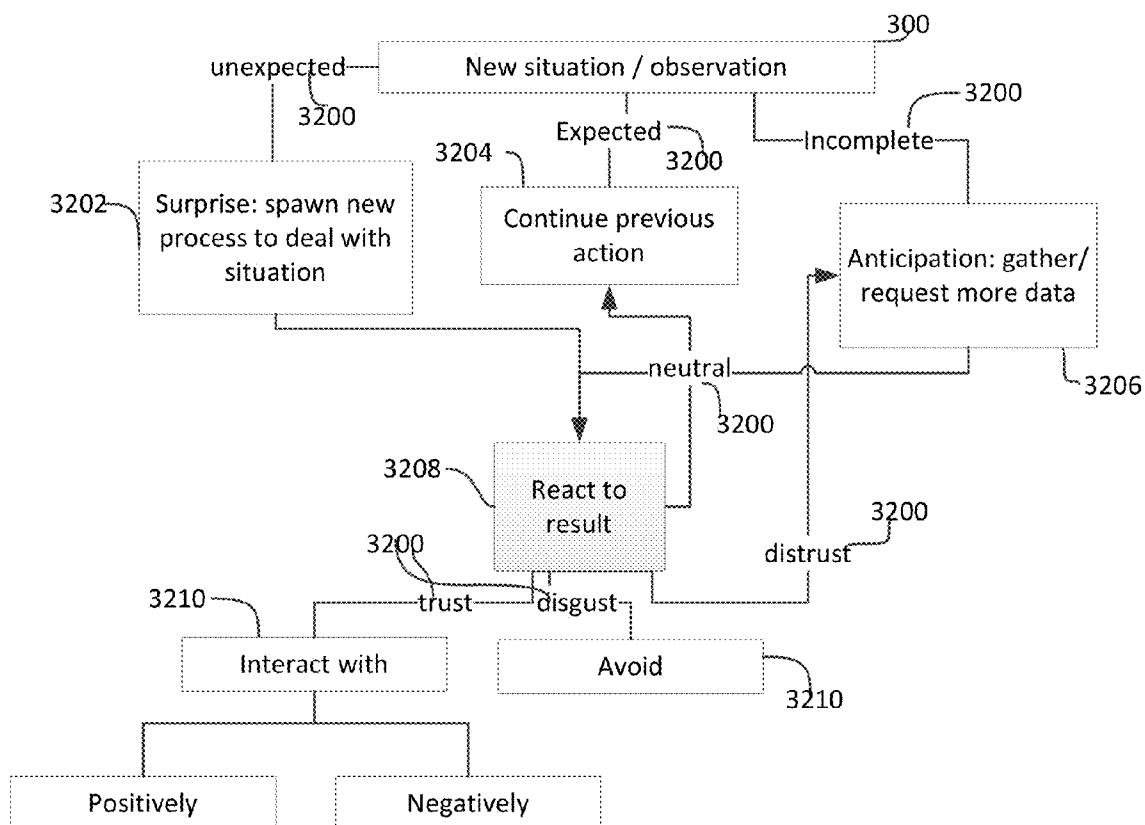 300
unexpected
New situation / observation
3200
3200
Expected
3200
Incomplete
3204
3202
Surprise: spawn new
process to deal with
situation
Continue previous
action
Anticipation: gather/
request more data
neutral
3206
3200
3208
React to
result
3200
distrust
3200
trust
disgust
3210
Interact with
Avoid
3210
Positively
Negatively